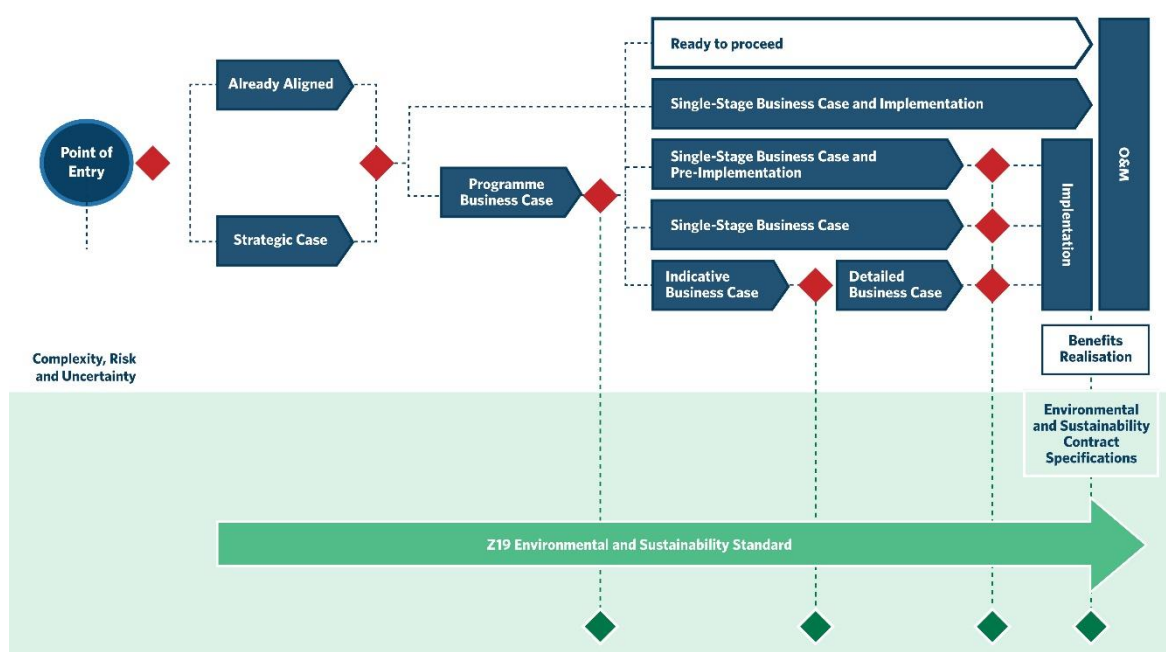 Point of
Entry
Already Aligned
Strategic Case
Programme
Business Case
Ready to proceed
Single-Stage Business Case and Implementation
Single-Stage Business Case and
Pre-Implementation
Single-Stage Business Case
Indicative
Business Case
Detailed
Business Case
Implentation
O&M
Benefits
Realisation
Complexity, Risk
and Uncertainty
Environmental
and Sustainability
Contract
Specifications
Z19 Environmental and Sustainability Standard